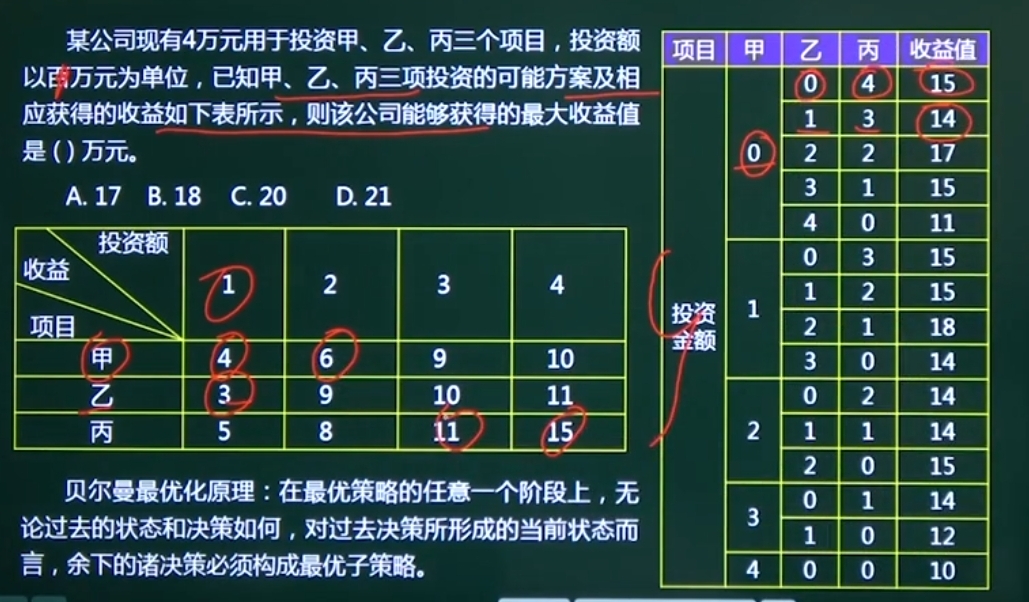 某公司现有4万元用于投资甲、乙、丙三个项目，投资额
以百万元为单位，已知甲、乙、丙三项投资的可能方案及相
应获得的收益如下表所示，则该公司能够获得的最大收益值
是 ( ) 万元。
A. 17 B. 18 C. 20 D. 21
投资额
收益
项目
1 2 3 4
甲 4 6 9 10
乙 3 9 10 11
丙 5 8 11 15
贝尔曼最优化原理：在最优策略的任意一个阶段上，无
论过去的状态和决策如何，对过去决策所形成的当前状态而
言，余下的诸决策必须构成最优子策略。
项目 甲 乙 丙 收益值
投资
金额
0 0 4 15
1 3 14
2 2 17
3 1 15
4 0 11
1 0 3 15
1 2 15
2 1 18
3 0 14
2 0 2 14
1 1 14
2 0 15
3 0 1 14
1 0 12
4 0 0 10